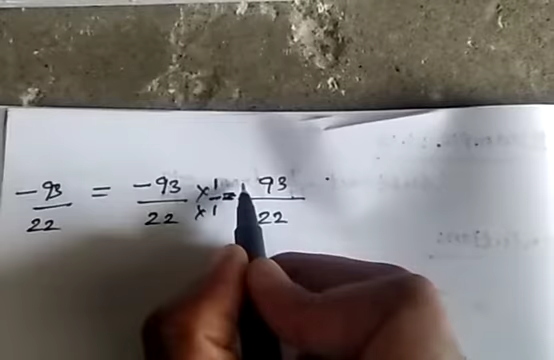 -93/22 = -93/22 ×1/×1 = 93/22